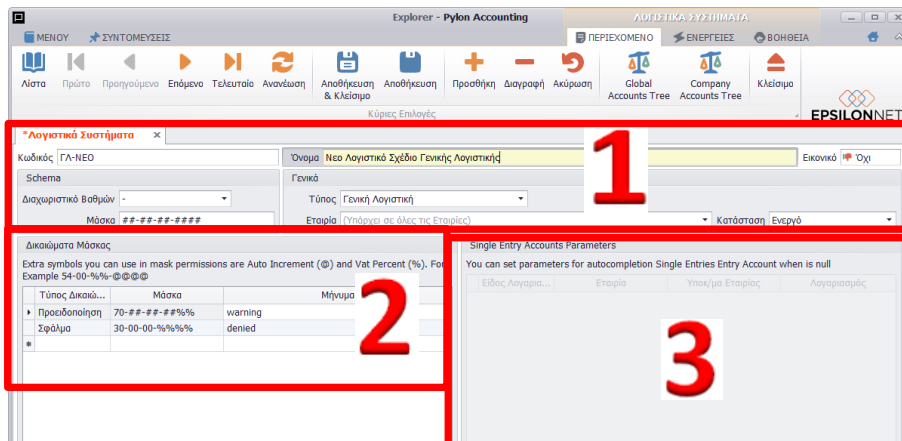 Explorer - Pylon Accounting
ΛΟΓΙΣΤΙΚΑ ΣΥΣΤΗΜΑΤΑ
ΜΕΝΟΥ ΣΥΝΤΟΜΕΥΣΕΙΣ ΠΕΡΙΕΧΟΜΕΝΟ ΕΝΕΡΓΕΙΕΣ ΒΟΗΘΕΙΑ
Λίστα Πρώτο Προηγούμενο Επόμενο Τελευταίο Ανανέωση Αποθήκευση & Κλείσιμο Αποθήκευση Προσθήκη Διαγραφή Ακύρωση Global Accounts Tree Company Accounts Tree Κλείσιμο
Κύριες Επιλογές
EPSILONNET
*Λογιστικά Συστήματα x
Κωδικός ΓΛ-ΝΕΟ Όνομα Νεο Λογιστικό Σχέδιο Γενικής Λογιστικής Εικονικό Όχι
Schema Γενικά
Διαχωριστικό Βαθμών - Τύπος Γενική Λογιστική
Μάσκα ##-##-##-#### Εταιρία (Υπάρχει σε όλες τις Εταιρίες) Κατάσταση Ενεργό
1
Δικαιώματα Μάσκας
Extra symbols you can use in mask permissions are Auto Increment (@) and Vat Percent (%). For
Example 54-00-%%-@@@@
Τύπος Δικαιώ... Μάσκα Μήνυμα
Προειδοποίηση 70-##-##-##%% warning
Σφάλμα 30-00-00-%%%% denied
2
Single Entry Accounts Parameters
You can set parameters for autocompletion Single Entries Entry Account when is null
Είδος Λογαρια... Εταιρία Υποκ/μα Εταιρίας Λογαριασμός
3